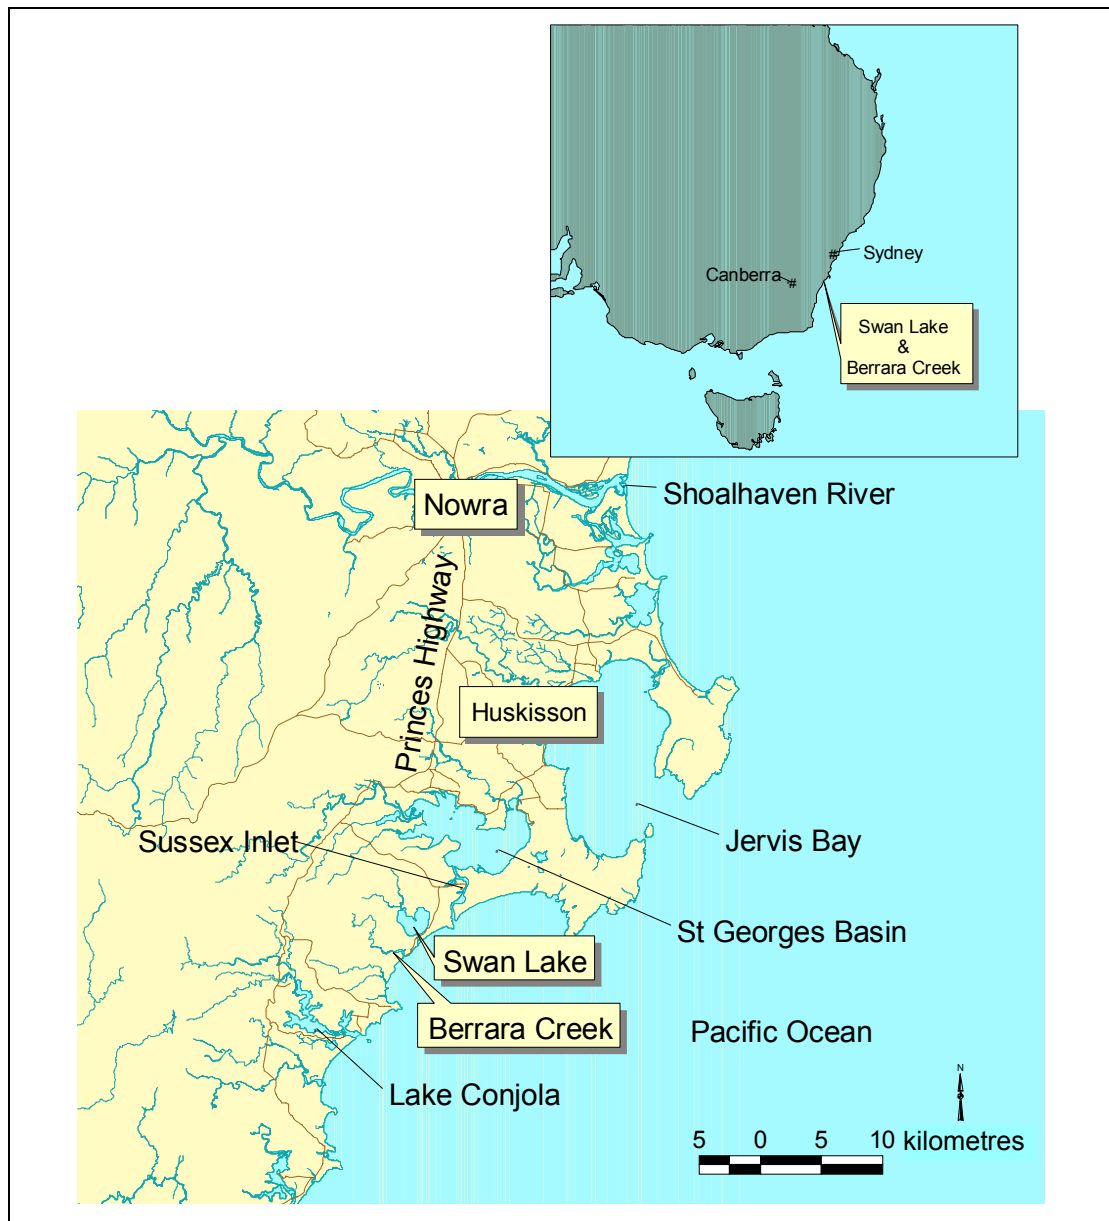 Sydney
Canberra
Swan Lake
&
Berrara Creek
Shoalhaven River
Nowra
Princes Highway
Huskisson
Sussex Inlet
Jervis Bay
St Georges Basin
Swan Lake
Berrara Creek
Pacific Ocean
Lake Conjola
N
5 0 5 10 kilometres